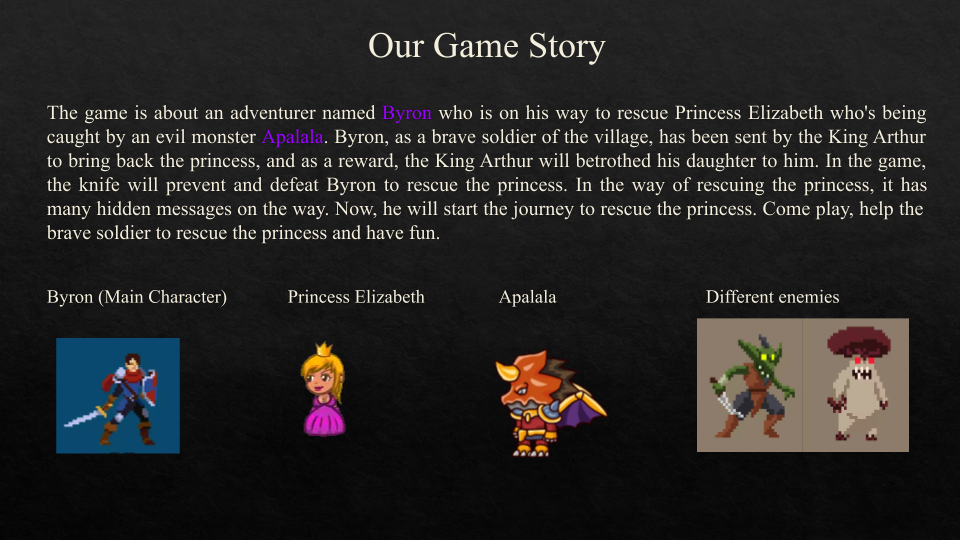 Our Game Story
The game is about an adventurer named Byron who is on his way to rescue Princess Elizabeth who's being
caught by an evil monster Apalala. Byron, as a brave soldier of the village, has been sent by the King Arthur
to bring back the princess, and as a reward, the King Arthur will betrothed his daughter to him. In the game,
the knife will prevent and defeat Byron to rescue the princess. In the way of rescuing the princess, it has
many hidden messages on the way. Now, he will start the journey to rescue the princess. Come play, help the
brave soldier to rescue the princess and have fun.
Byron (Main Character) Princess Elizabeth Apalala Different enemies